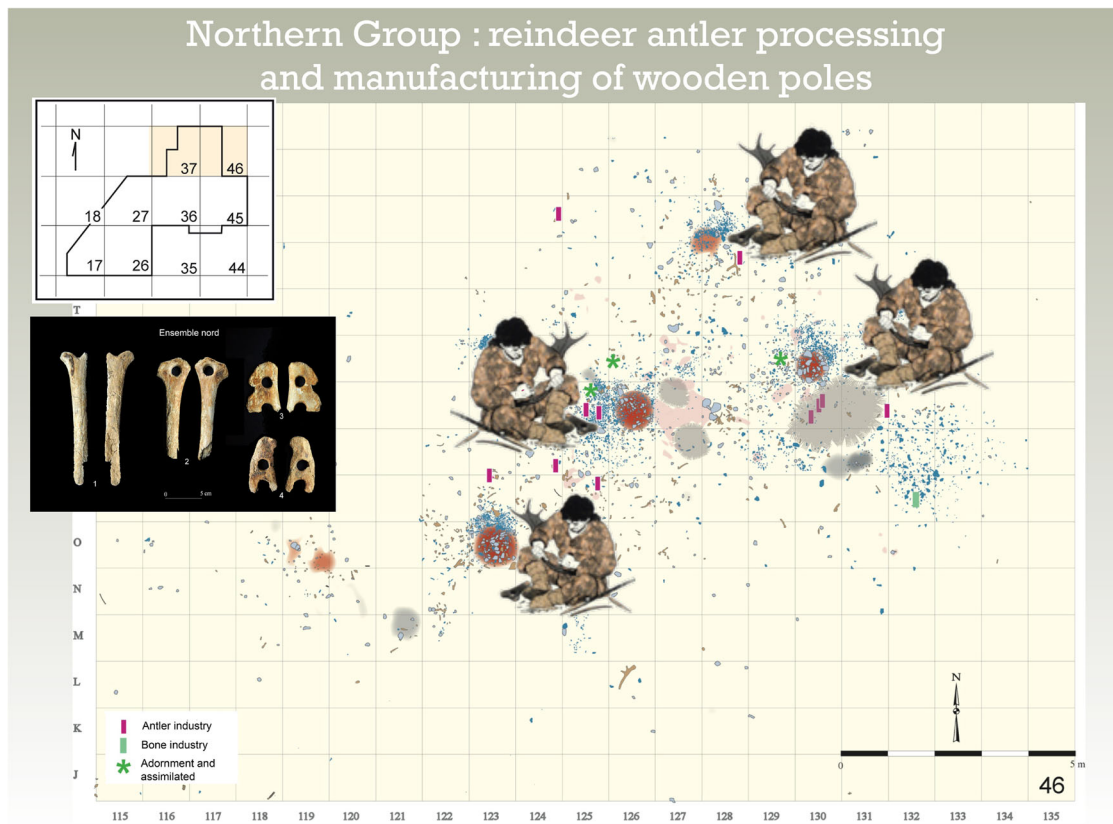 Northern Group : reindeer antler processing
and manufacturing of wooden poles
N
37 46
18 27 36 45
17 26 35 44
Ensemble nord
1
2
3
4
0 5 cm
T
O
N
M
L
K
J
Antler industry
Bone industry
Adornment and
assimilated
N
0 5 m
46
115 116 117 118 119 120 121 122 123 124 125 126 127 128 129 130 131 132 133 134 135